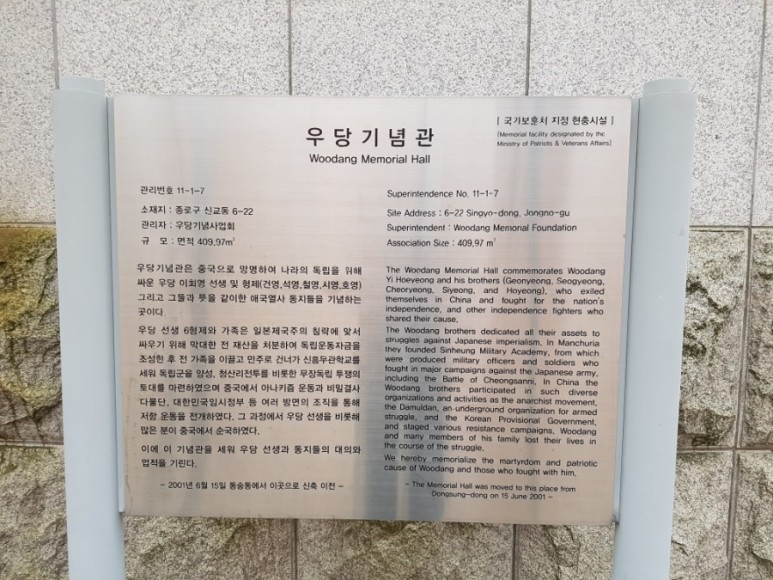 우당기념관
Woodang Memorial Hall
| 국가보훈처 지정 현충시설 |
(Memorial facility designated by the
Ministry of Patriots & Veterans Affairs)
관리번호 11-1-7
소재지 : 종로구 신교동 6-22
관리자 : 우당기념사업회
규 모 : 면적 409,97㎡
우당기념관은 중국으로 망명하여 나라의 독립을 위해
싸운 우당 이회영 선생 및 형제(건영,석영,철영,시영,호영)
그리고 그들과 뜻을 같이한 애국열사 동지들을 기념하는
곳이다.
우당 선생 6형제와 가족은 일본제국주의 침략에 맞서
싸우기 위해 막대한 전 재산을 처분하여 독립운동자금을
조성한 후 전 가족을 이끌고 만주로 건너가 신흥무관학교를
세워 독립군을 양성, 청산리전투를 비롯한 무장독립 투쟁의
토대를 마련하였으며 중국에서 아나키즘 운동과 비밀결사
다물단, 대한민국임시정부 등 여러 방면의 조직을 통해
저항 운동을 전개하였다. 그 과정에서 우당 선생을 비롯해
많은 분이 중국에서 순국하였다.
이에 이 기념관을 세워 우당 선생과 동지들의 대의와
업적을 기린다.
- 2001년 6월 15일 동숭동에서 이곳으로 신축 이전 -
Superintendence No. 11-1-7
Site Address : 6-22 Singyo-dong, Jongno-gu
Superintendent : Woodang Memorial Foundation
Association Size : 409,97 ㎡
The Woodang Memorial Hall commemorates Woodang
Yi Hoeyeong and his brothers (Geonyeong, Seogyeong,
Cheoryeong, Siyeong, and Hoyeong), who exiled
themselves in China and fought for the nation's
independence, and other independence fighters who
shared their cause.
The Woodang brothers dedicated all their assets to
struggles against Japanese imperialism. In Manchuria
they founded Sinheung Military Academy, from which
were produced military officers and soldiers who
fought in major campaigns against the Japanese army,
including the Battle of Cheongsanni. In China the
Woodang brothers participated in such diverse
organizations and activities as the anarchist movement,
the Damuldan, an underground organization for armed
struggle, and the Korean Provisional Government,
and staged various resistance campaigns. Woodang
and many members of his family lost their lives in
the course of the struggle.
We hereby memorialize the martyrdom and patriotic
cause of Woodang and those who fought with him.
- The Memorial Hall was moved to this place from
Dongsung-dong on 15 June 2001 -